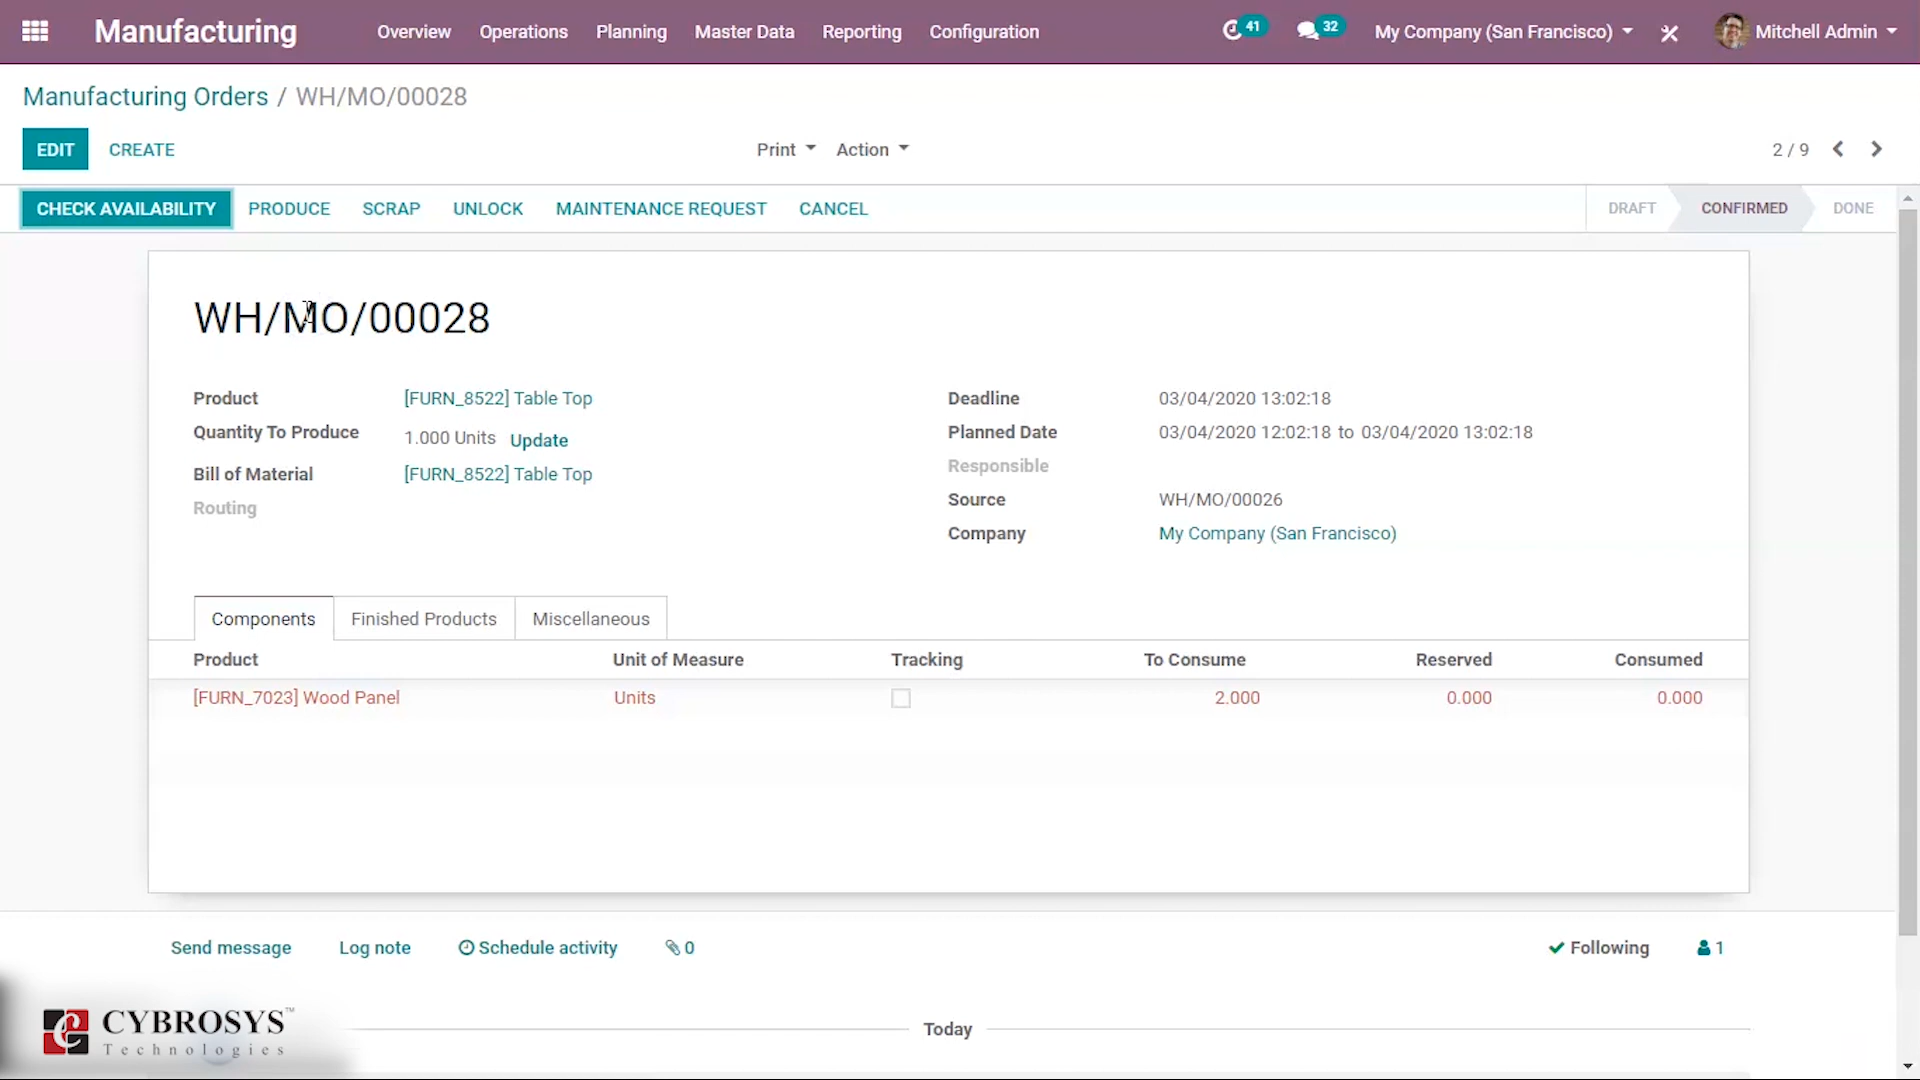 Manufacturing Overview Operations Planning Master Data Reporting Configuration 41 32 My Company (San Francisco) Mitchell Admin
Manufacturing Orders / WH/MO/00028
EDIT CREATE Print Action 2 / 9
CHECK AVAILABILITY PRODUCE SCRAP UNLOCK MAINTENANCE REQUEST CANCEL DRAFT CONFIRMED DONE
WH/MO/00028
Product [FURN_8522] Table Top Deadline 03/04/2020 13:02:18
Quantity To Produce 1.000 Units Update Planned Date 03/04/2020 12:02:18 to 03/04/2020 13:02:18
Responsible
Bill of Material [FURN_8522] Table Top
Source WH/MO/00026
Routing
Company My Company (San Francisco)
Components Finished Products Miscellaneous
Product Unit of Measure Tracking To Consume Reserved Consumed
[FURN_7023] Wood Panel Units 2.000 0.000 0.000
Send message Log note Schedule activity 0 Following 1
CYBROSYS™
Technologies
Today